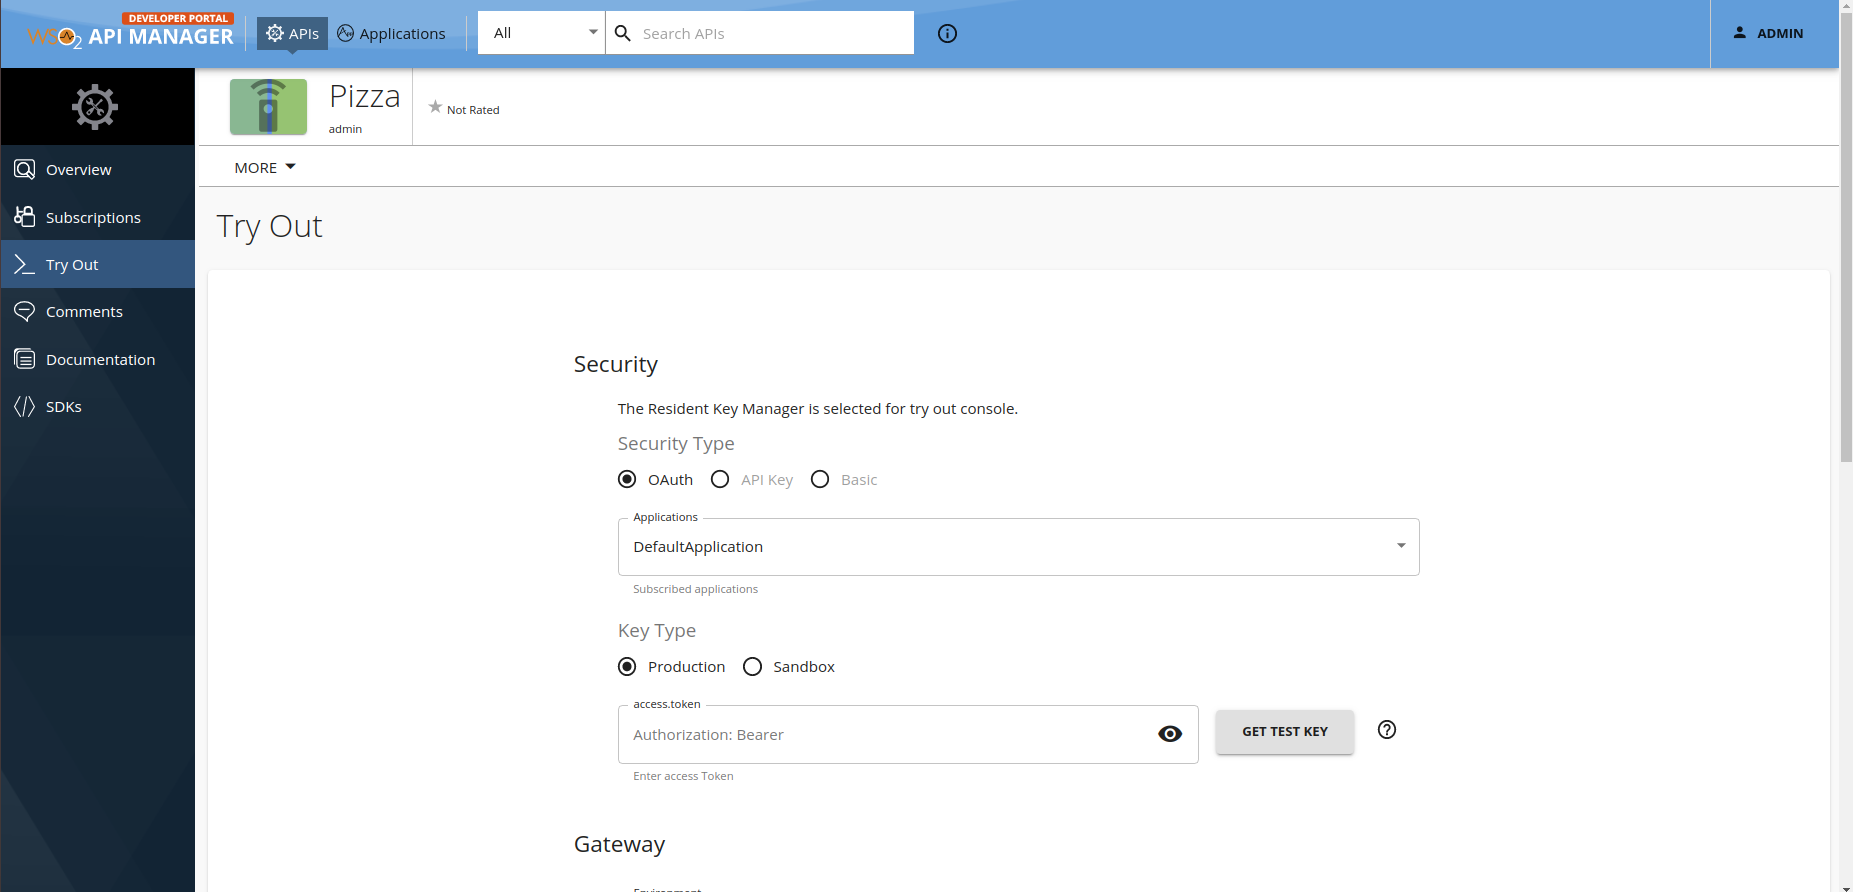 DEVELOPER PORTAL
WSO2 API MANAGER
APIs
Applications
All
Search APIs
ADMIN
Pizza
admin
Not Rated
MORE
Overview
Subscriptions
Try Out
Comments
Documentation
SDKs
Try Out
Security
The Resident Key Manager is selected for try out console.
Security Type
OAuth API Key Basic
Applications
DefaultApplication
Subscribed applications
Key Type
Production Sandbox
access.token
Authorization: Bearer
GET TEST KEY
Enter access Token
Gateway
Environment